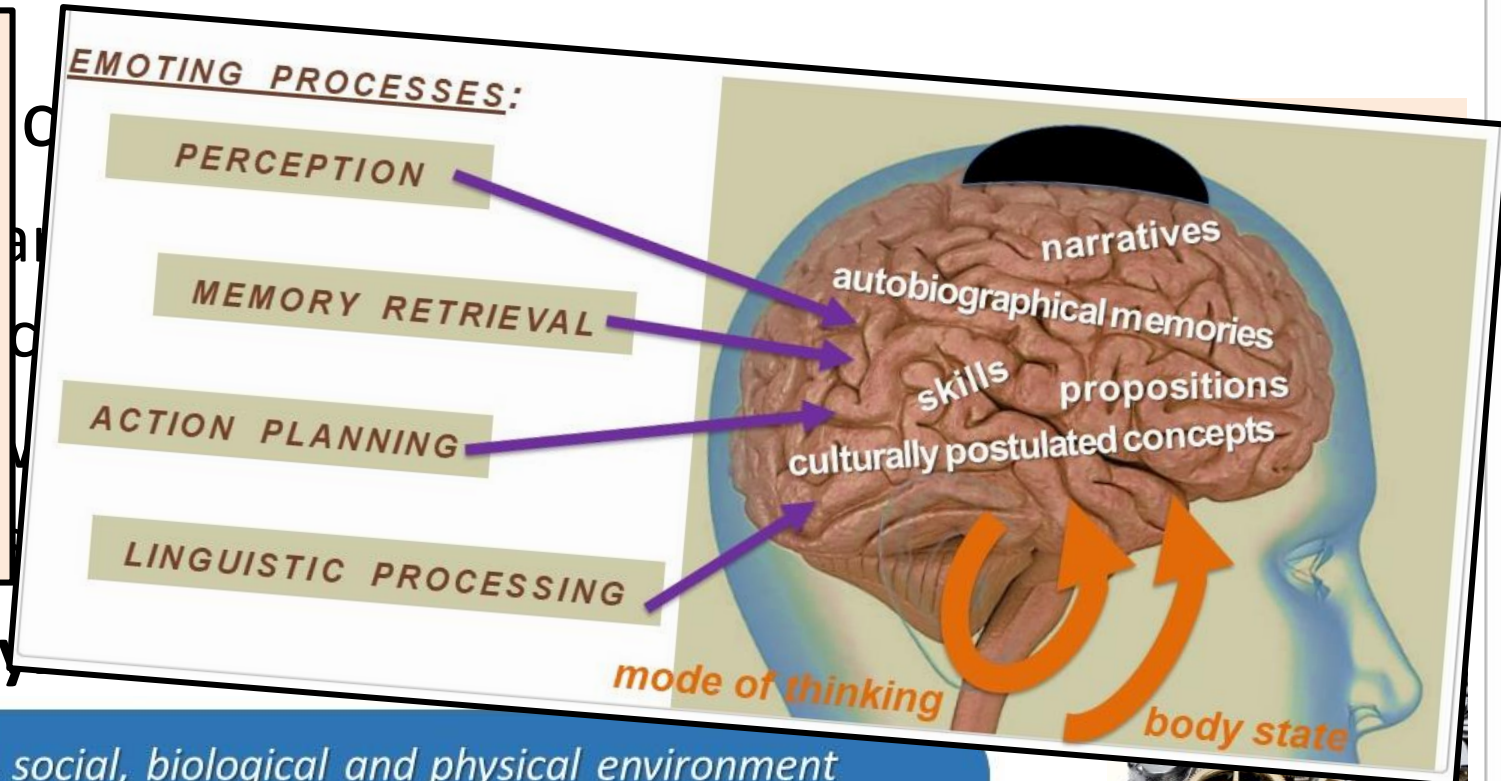 EMOTING PROCESSES:
PERCEPTION
MEMORY RETRIEVAL
ACTION PLANNING
LINGUISTIC PROCESSING
narratives
autobiographical memories
skills
propositions
culturally postulated concepts
mode of thinking
body state
social, biological and physical environment